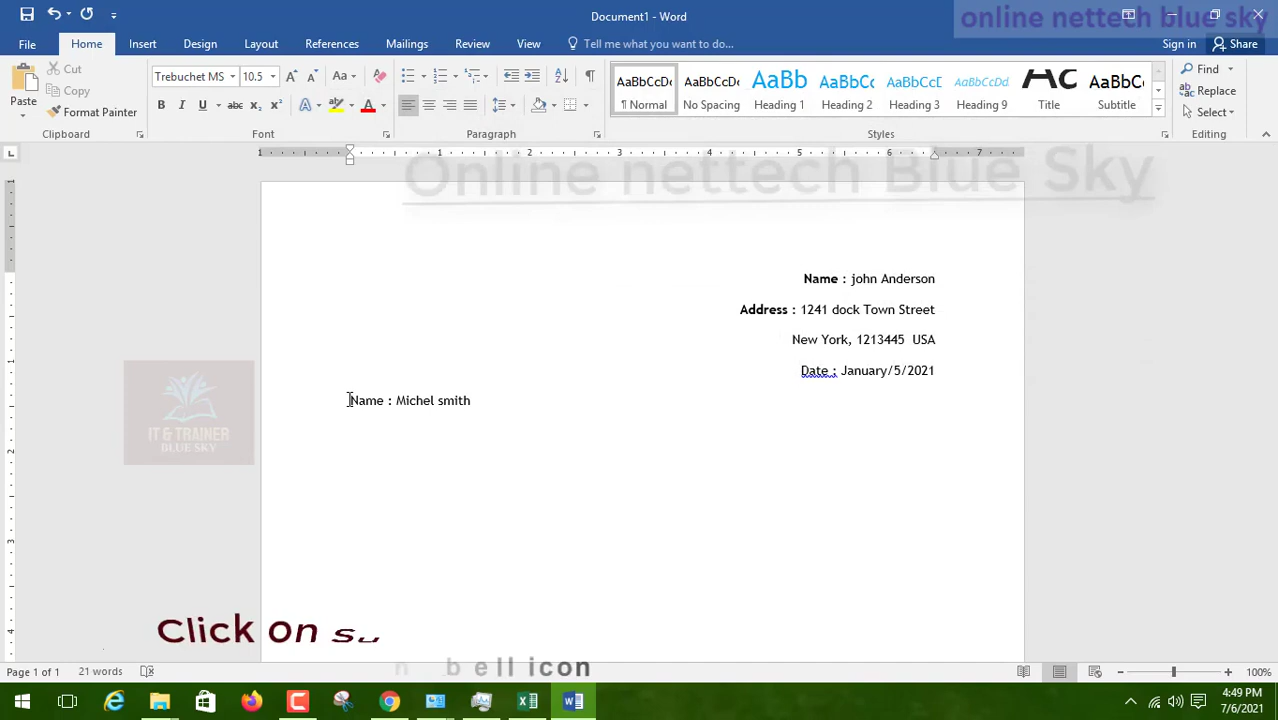 Document1 - Word
online nettech blue sky
File Home Insert Design Layout References Mailings Review View Tell me what you want to do... Sign in Share
Paste
Cut
Copy
Format Painter
Clipboard
Trebuchet MS 10.5
Font
Paragraph
AaBbCcDc AaBbCcDc AaBb AaBbCcD AaBbCcD AaBbCcDd AaBbCc
¶ Normal No Spacing Heading 1 Heading 2 Heading 3 Heading 9 Title Subtitle
Styles
Find
Replace
Select
Editing
Online nettech Blue Sky
Name : john Anderson
Address : 1241 dock Town Street
New York, 1213445 USA
Date : January/5/2021
Name : Michel smith
IT & TRAINER
BLUE SKY
Click on su
n bell icon
Page 1 of 1 21 words 100%
4:49 PM
7/6/2021